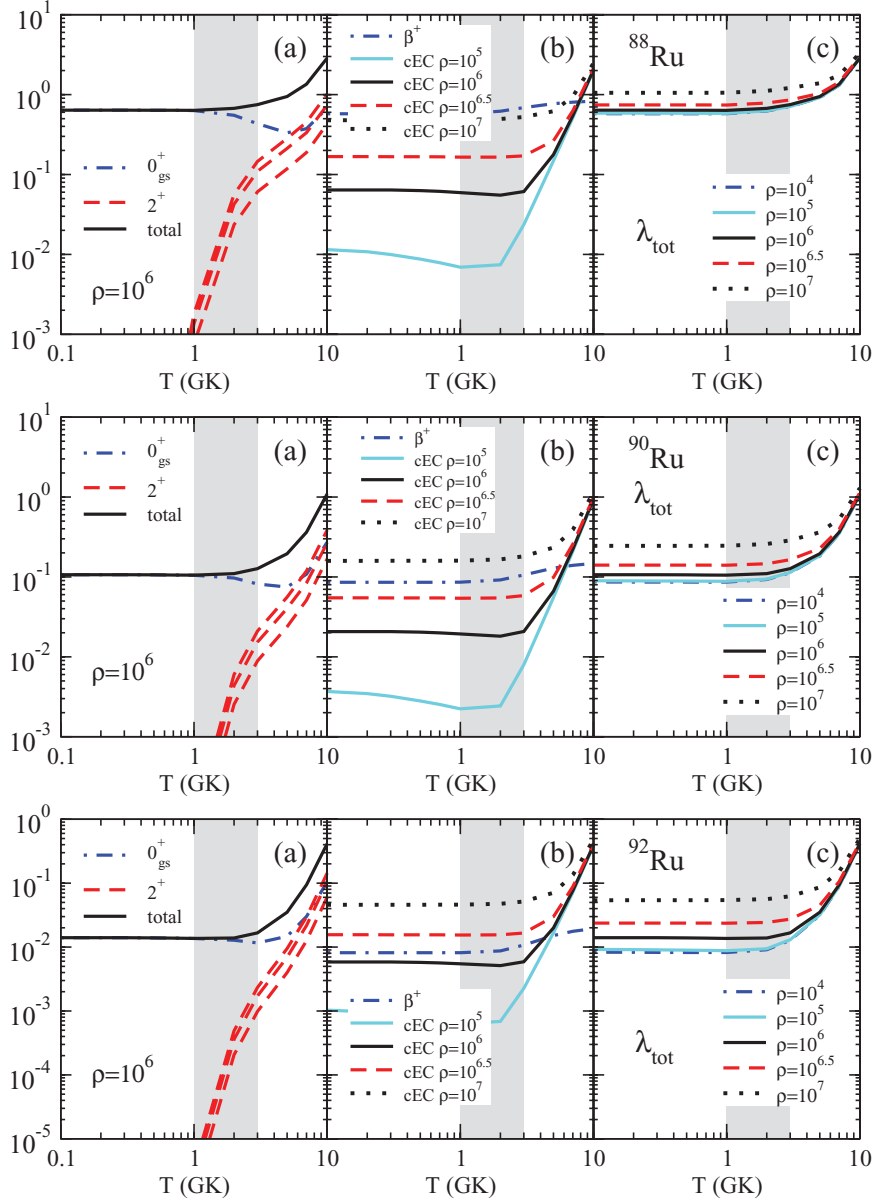 10^1
10^0
10^-1
10^-2
10^-3
(a)
0^+_gs
2^+
total
ρ=10^6
(b)
β^+
cEC ρ=10^5
cEC ρ=10^6
cEC ρ=10^6.5
cEC ρ=10^7
^88Ru
(c)
λ_tot
ρ=10^4
ρ=10^5
ρ=10^6
ρ=10^6.5
ρ=10^7
0.1 1 10 1 10 1 10
T (GK) T (GK) T (GK)
10^1
10^0
10^-1
10^-2
10^-3
(a)
0^+_gs
2^+
total
ρ=10^6
(b)
β^+
cEC ρ=10^5
cEC ρ=10^6
cEC ρ=10^6.5
cEC ρ=10^7
^90Ru
(c)
λ_tot
ρ=10^4
ρ=10^5
ρ=10^6
ρ=10^6.5
ρ=10^7
0.1 1 10 1 10 1 10
T (GK) T (GK) T (GK)
10^0
10^-1
10^-2
10^-3
10^-4
10^-5
(a)
0^+_gs
2^+
total
ρ=10^6
(b)
β^+
cEC ρ=10^5
cEC ρ=10^6
cEC ρ=10^6.5
cEC ρ=10^7
^92Ru
(c)
λ_tot
ρ=10^4
ρ=10^5
ρ=10^6
ρ=10^6.5
ρ=10^7
0.1 1 10 1 10 1 10
T (GK) T (GK) T (GK)